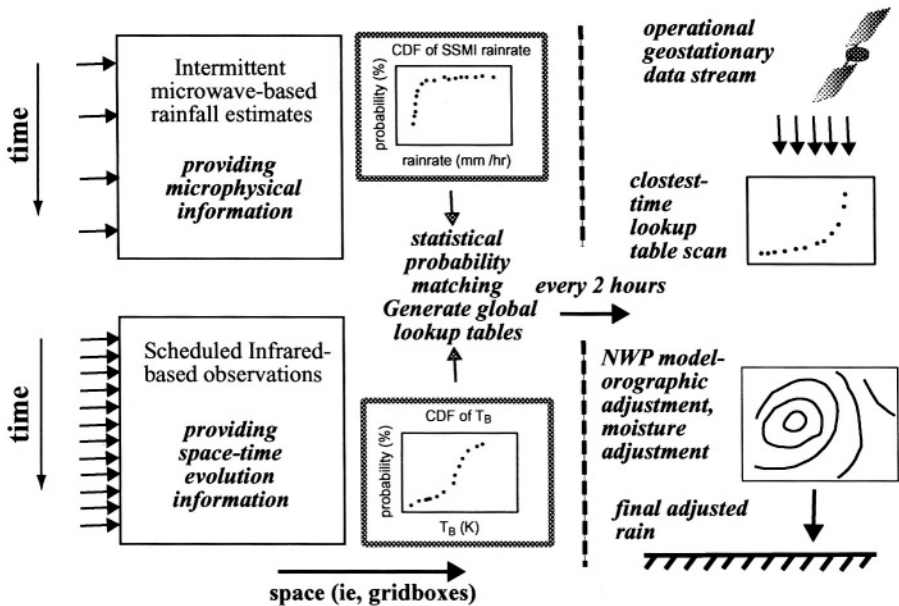 time
Intermittent
microwave-based
rainfall estimates
providing
microphysical
information
CDF of SSMI rainrate
probability (%)
rainrate (mm /hr)
statistical
probability
matching
Generate global
lookup tables
every 2 hours
time
Scheduled Infrared-
based observations
providing
space-time
evolution
information
CDF of TB
probability (%)
TB (K)
space (ie, gridboxes)
operational
geostationary
data stream
clostest-
time
lookup
table scan
NWP model-
orographic
adjustment,
moisture
adjustment
final adjusted
rain